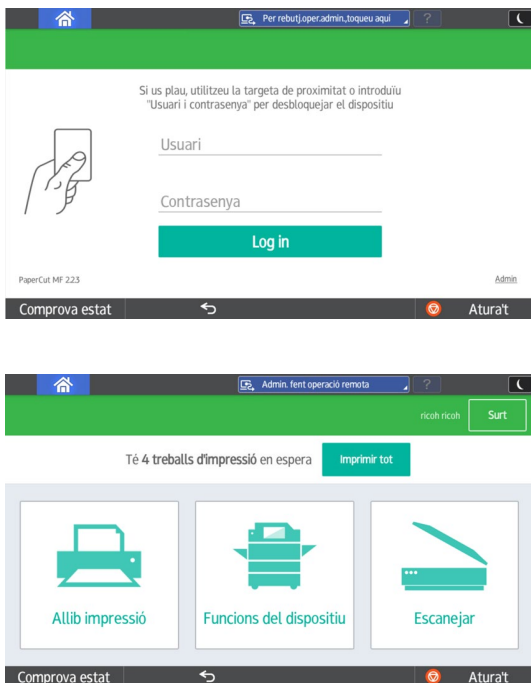 Per rebutj.oper.admin.,toqueu aqui ?
Si us plau, utilitzeu la targeta de proximitat o introduïu
"Usuari i contrasenya" per desbloquejar el dispositiu
Usuari
Contrasenya
Log in
PaperCut MF 22.3
Admin
Comprova estat
Atura't
Admin. fent operació remota ?
ricoh ricoh
Surt
Té 4 treballs d'impressió en espera
Imprimir tot
Allib impressió
Funcions del dispositiu
Escanejar
Comprova estat
Atura't